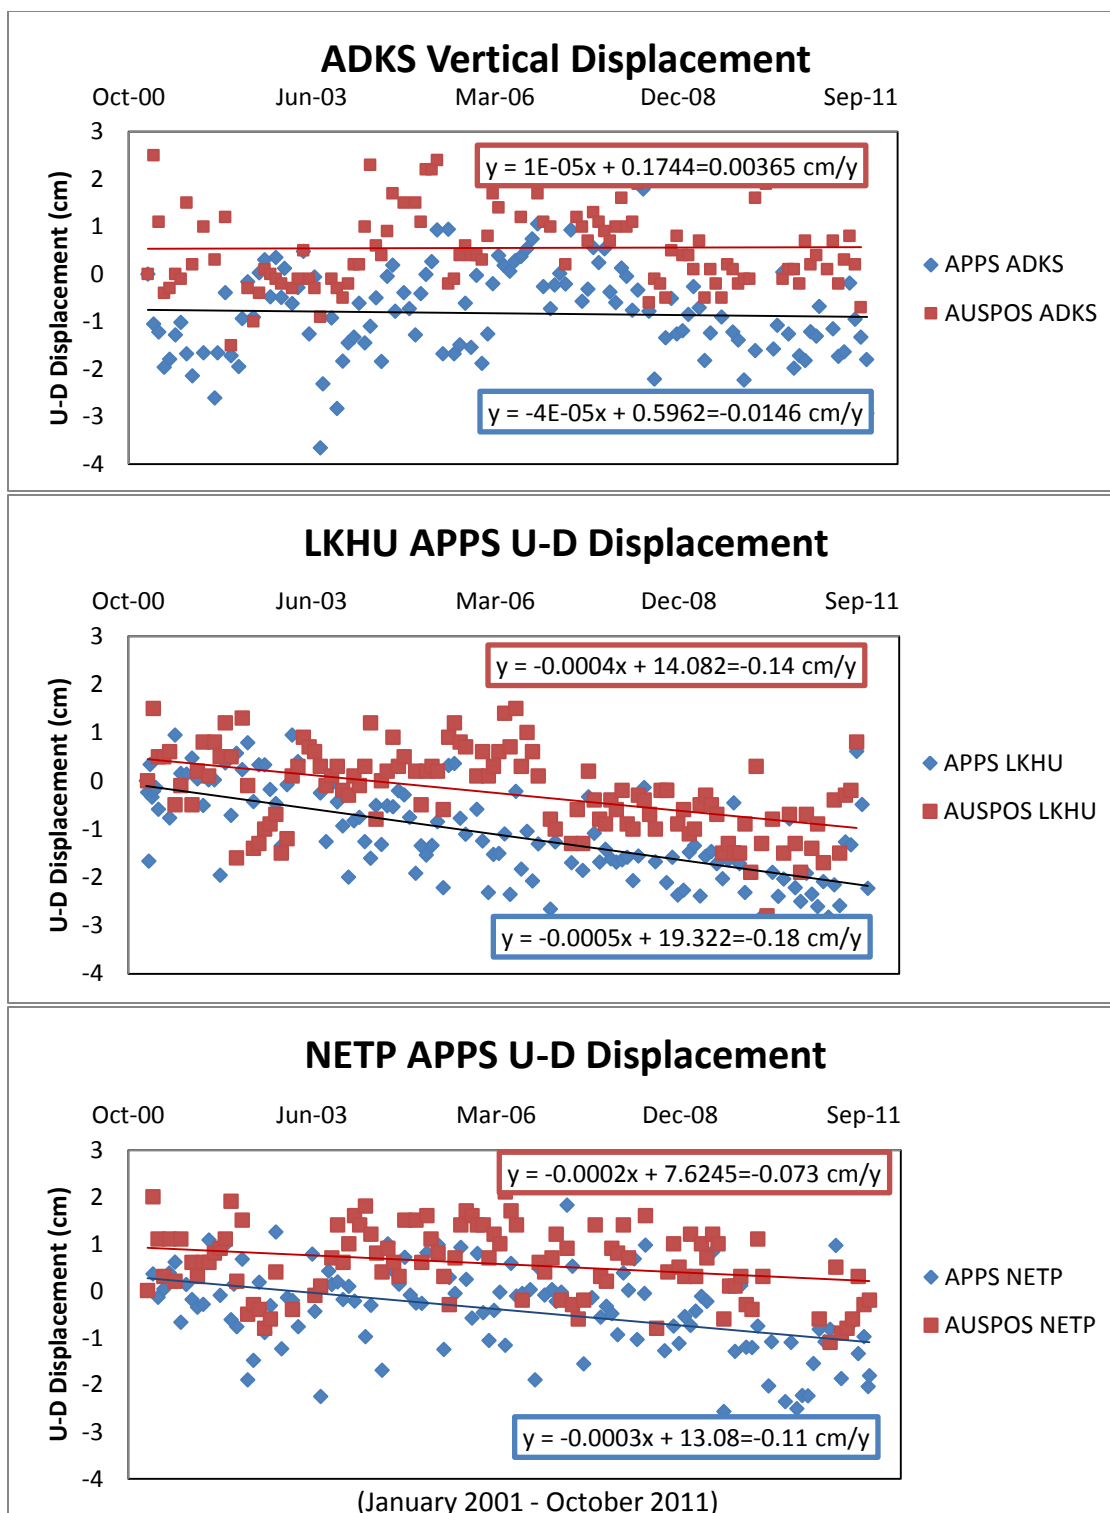 ADKS Vertical Displacement
Oct-00 Jun-03 Mar-06 Dec-08 Sep-11
3
2
1
0
-1
-2
-3
-4
U-D Displacement (cm)
y = 1E-05x + 0.1744=0.00365 cm/y
y = -4E-05x + 0.5962=-0.0146 cm/y
APPS ADKS
AUSPOS ADKS
LKHU APPS U-D Displacement
Oct-00 Jun-03 Mar-06 Dec-08 Sep-11
3
2
1
0
-1
-2
-3
-4
U-D Displacement (cm)
y = -0.0004x + 14.082=-0.14 cm/y
y = -0.0005x + 19.322=-0.18 cm/y
APPS LKHU
AUSPOS LKHU
NETP APPS U-D Displacement
Oct-00 Jun-03 Mar-06 Dec-08 Sep-11
3
2
1
0
-1
-2
-3
-4
U-D Displacement (cm)
y = -0.0002x + 7.6245=-0.073 cm/y
y = -0.0003x + 13.08=-0.11 cm/y
APPS NETP
AUSPOS NETP
(January 2001 - October 2011)